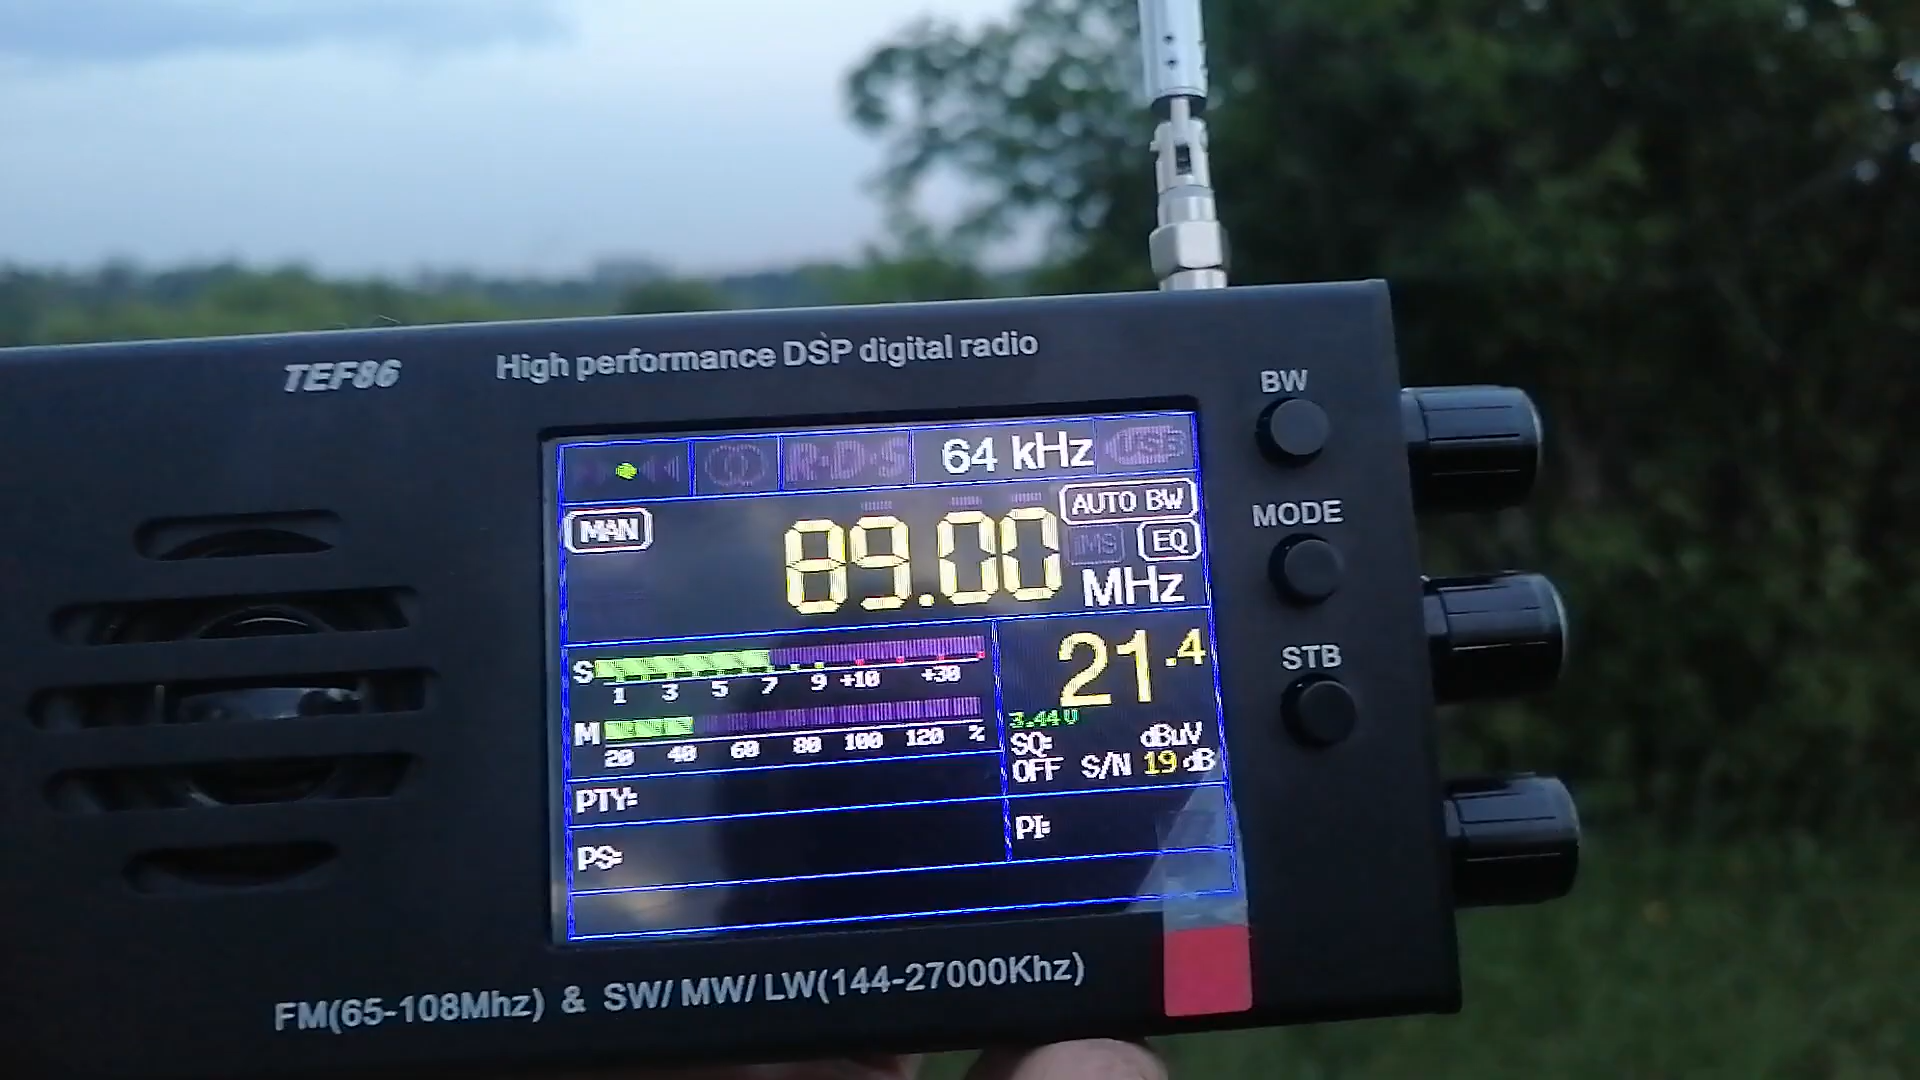 TEF86 High performance DSP digital radio
BW
R·D·S 64 kHz USB
MAN 89.00 AUTO BW
iMS EQ
MHz
MODE
S 1 3 5 7 9 +10 +30
21.4
STB
3.44V
M 20 40 60 80 100 120 %
SQ: dBuV
OFF S/N 19 dB
PTY:
PI:
PS:
FM(65-108Mhz) & SW/MW/LW(144-27000Khz)